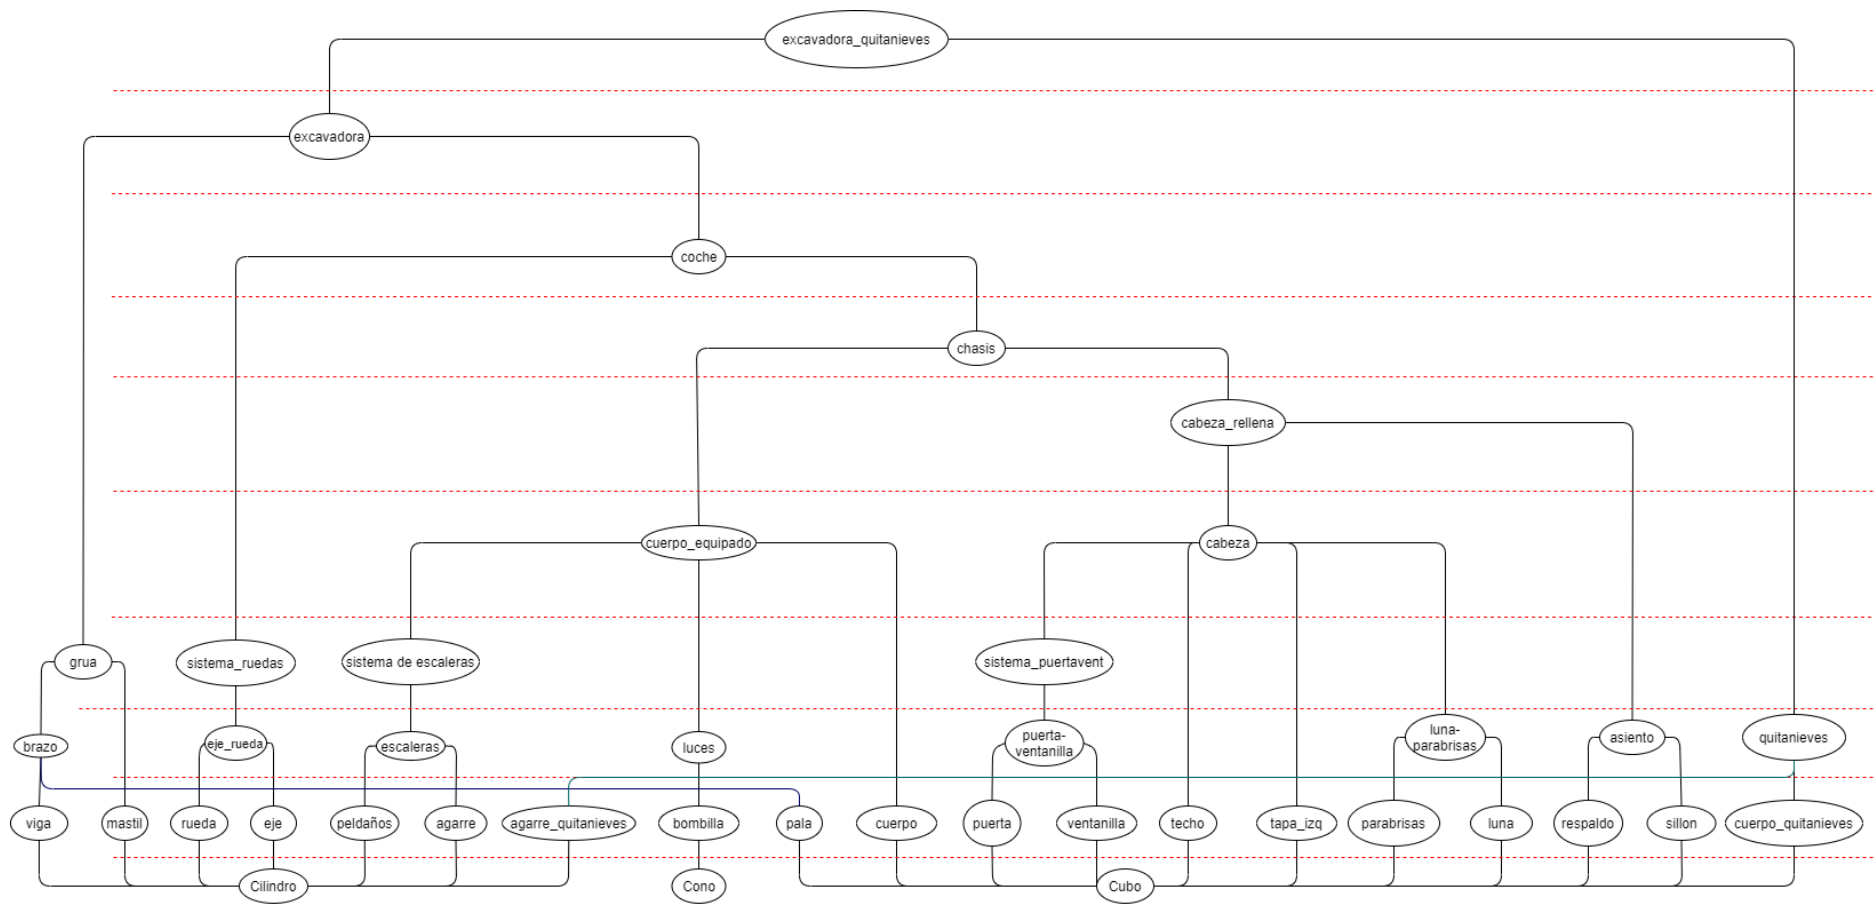 excavadora_quitanieves
excavadora
coche
chasis
cabeza_rellena
cuerpo_equipado
cabeza
grua
sistema_ruedas
sistema de escaleras
sistema_puertavent
brazo
eje_rueda
escaleras
luces
puerta-
ventanilla
luna-
parabrisas
asiento
quitanieves
viga
mastil
rueda
eje
peldaños
agarre
agarre_quitanieves
bombilla
pala
cuerpo
puerta
ventanilla
techo
tapa_izq
parabrisas
luna
respaldo
sillon
cuerpo_quitanieves
Cilindro
Cono
Cubo